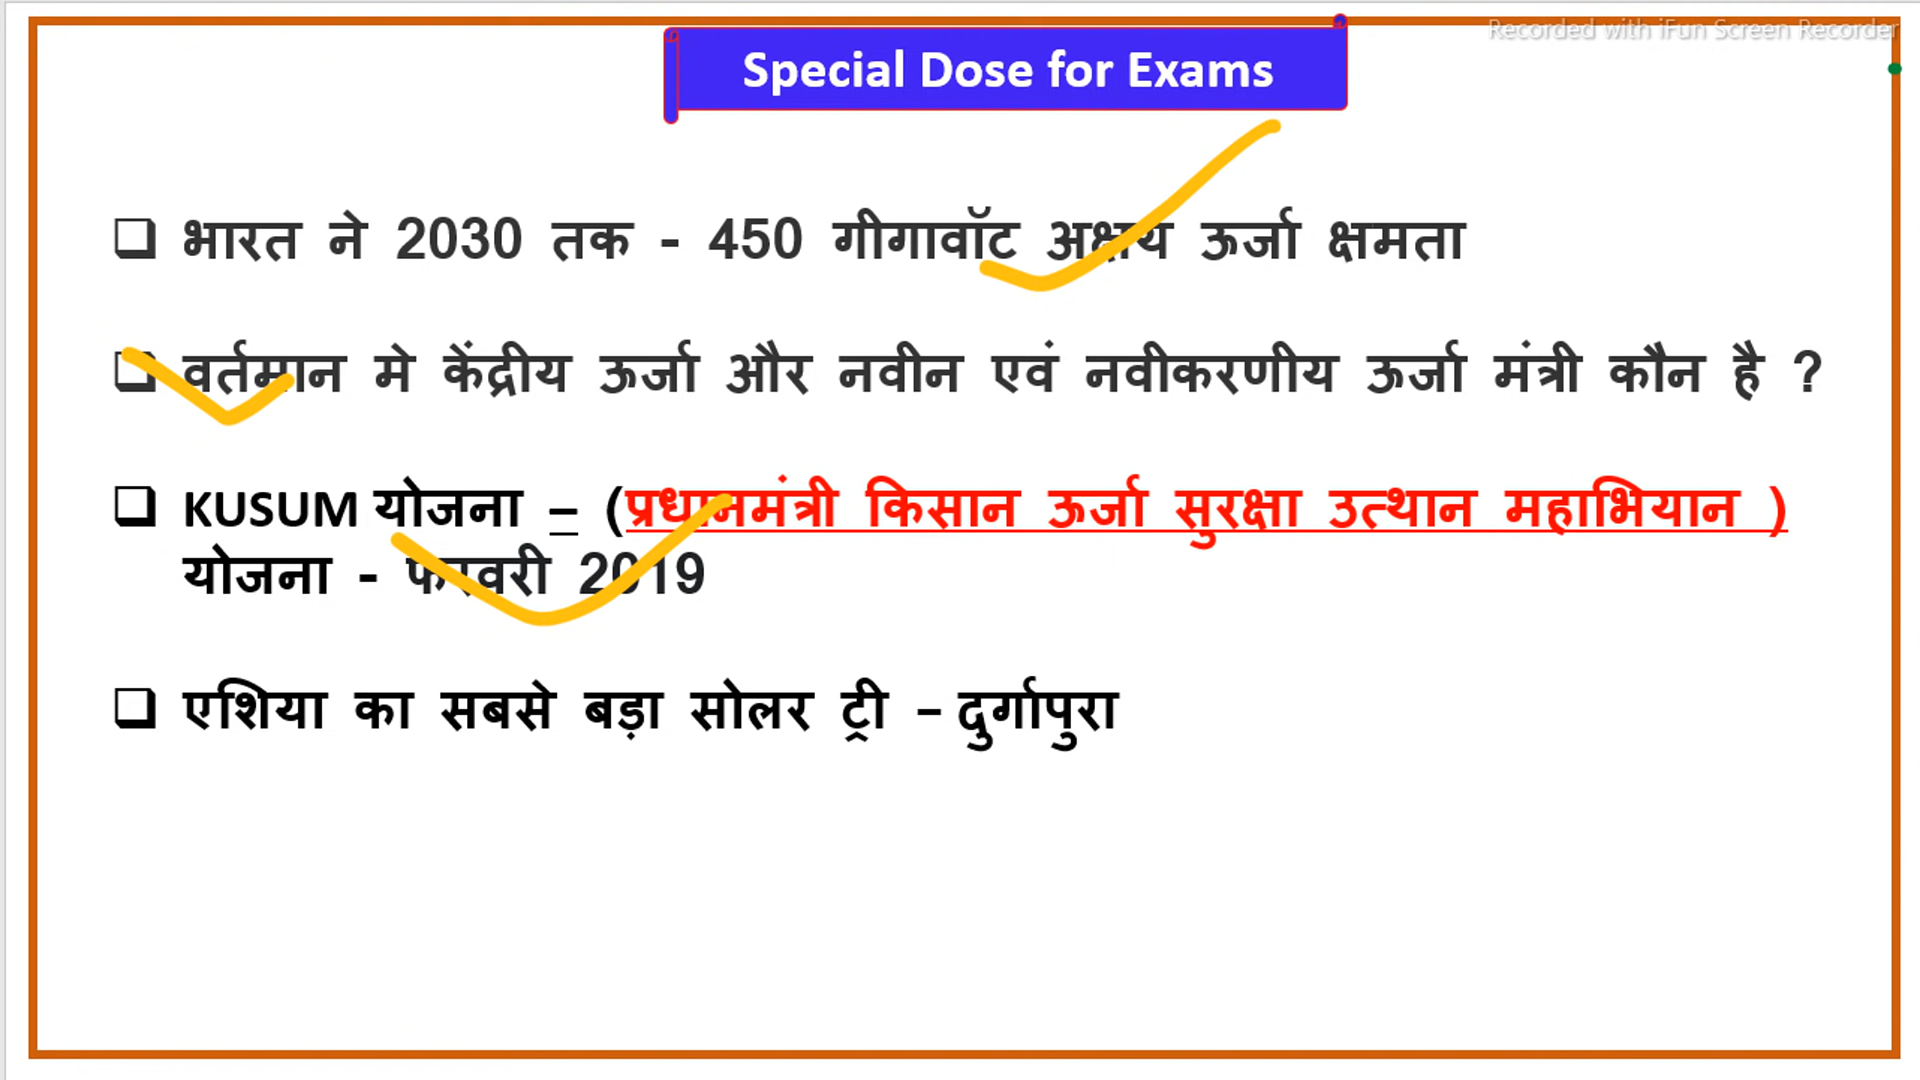 Recorded with iFun Screen Recorder
Special Dose for Exams
भारत ने 2030 तक - 450 गीगावॉट अक्षय ऊर्जा क्षमता
वर्तमान मे केंद्रीय ऊर्जा और नवीन एवं नवीकरणीय ऊर्जा मंत्री कौन है ?
KUSUM योजना – (प्रधानमंत्री किसान ऊर्जा सुरक्षा उत्थान महाभियान )
योजना - फरवरी 2019
एशिया का सबसे बड़ा सोलर ट्री – दुर्गापुरा